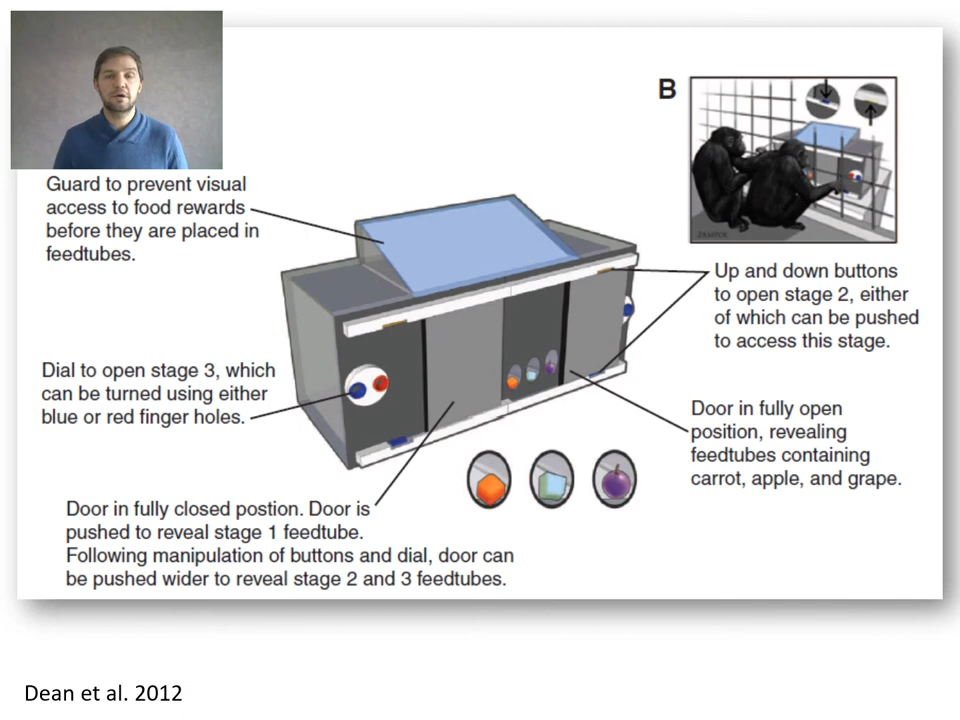 B
Guard to prevent visual
access to food rewards
before they are placed in
feedtubes.
Up and down buttons
to open stage 2, either
of which can be pushed
to access this stage.
Dial to open stage 3, which
can be turned using either
blue or red finger holes.
Door in fully open
position, revealing
feedtubes containing
carrot, apple, and grape.
Door in fully closed postion. Door is
pushed to reveal stage 1 feedtube.
Following manipulation of buttons and dial, door can
be pushed wider to reveal stage 2 and 3 feedtubes.
Dean et al. 2012